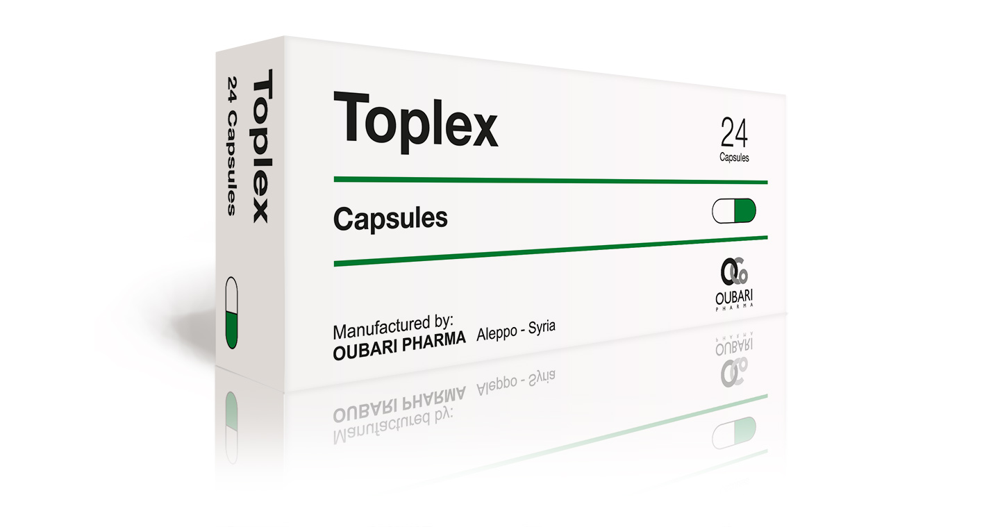 Toplex
24 Capsules
Toplex
24
Capsules
Capsules
OUBARI
PHARMA
Manufactured by:
OUBARI PHARMA Aleppo - Syria